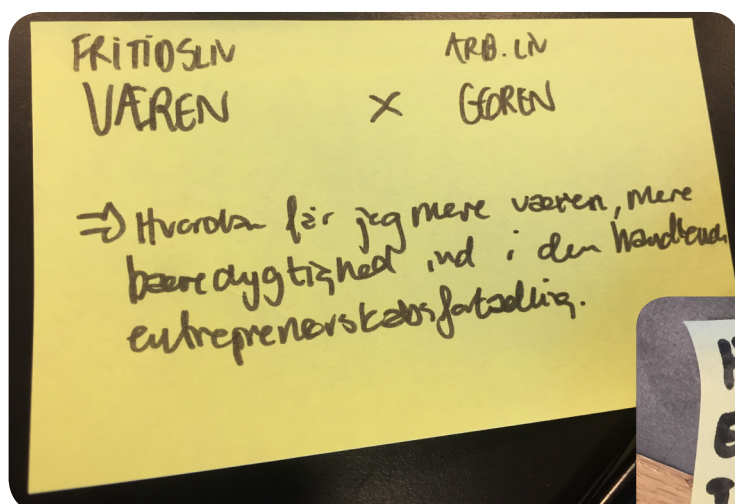 FRITIDSLIV ARB. LIV
VÆREN X GØREN
⇒ Hvordan får jeg mere væren, mere
bæredygtighed ind i den handlende
entreprenørskabsfortælling.
H
E